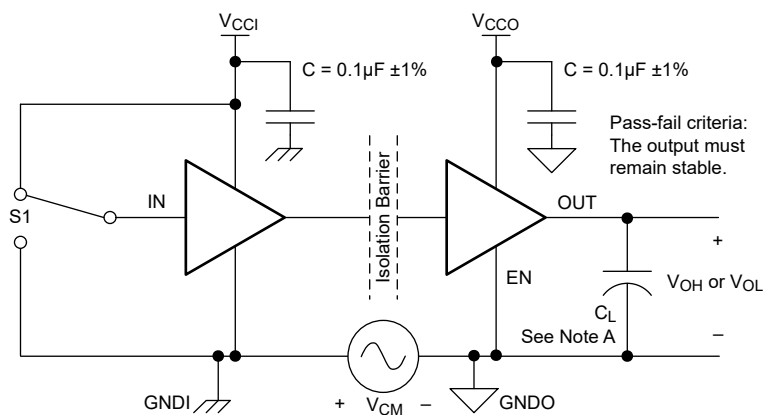 VCCI
VCCO
C = 0.1µF ±1%
C = 0.1µF ±1%
Pass-fail criteria:
The output must
remain stable.
S1
IN
Isolation Barrier
OUT
EN
+
VOH or VOL
CL
See Note A
–
GNDI
+ VCM –
GNDO